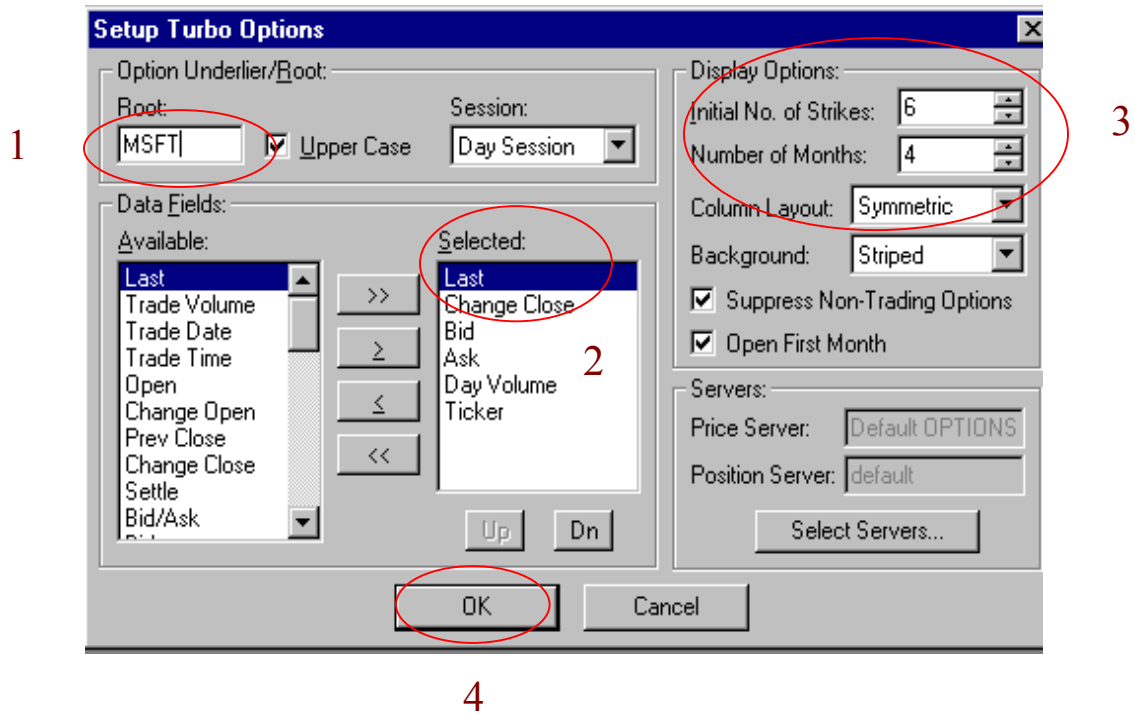 Setup Turbo Options
Option Underlier/Root:
Root:
Session:
MSFT
Upper Case
Day Session
1
Data Fields:
Available:
Selected:
Last
Trade Volume
Trade Date
Trade Time
Open
Change Open
Prev Close
Change Close
Settle
Bid/Ask
>>
>
<
<<
Last
Change Close
Bid
Ask
Day Volume
Ticker
2
Up
Dn
Display Options:
Initial No. of Strikes:
6
Number of Months:
4
3
Column Layout:
Symmetric
Background:
Striped
Suppress Non-Trading Options
Open First Month
Servers:
Price Server:
Default OPTIONS
Position Server:
default
Select Servers...
OK
Cancel
4